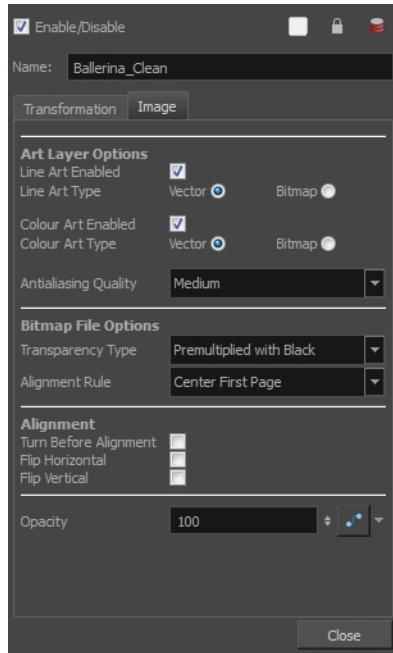 Enable/Disable
Name: Ballerina_Clean
Transformation Image
Art Layer Options
Line Art Enabled
Line Art Type Vector Bitmap
Colour Art Enabled
Colour Art Type Vector Bitmap
Antialiasing Quality Medium
Bitmap File Options
Transparency Type Premultiplied with Black
Alignment Rule Center First Page
Alignment
Turn Before Alignment
Flip Horizontal
Flip Vertical
Opacity 100
Close